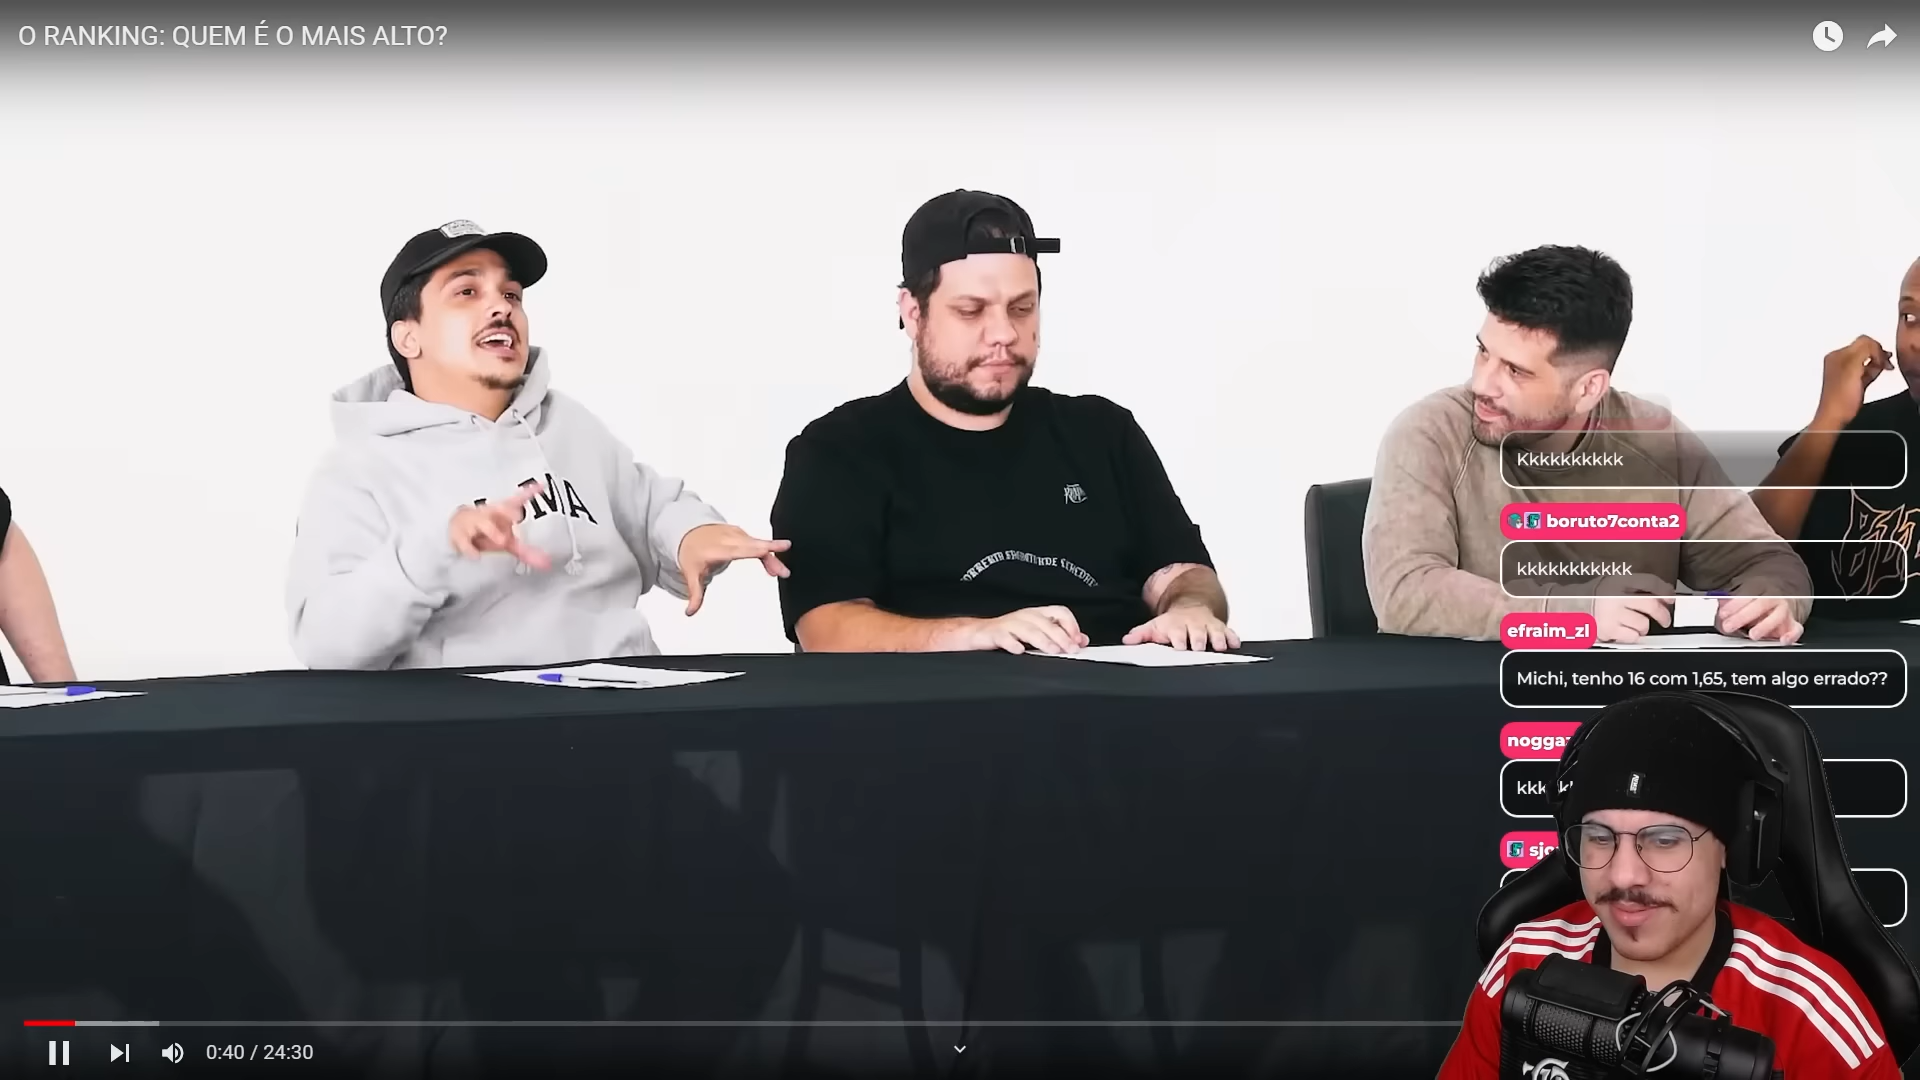 O RANKING: QUEM É O MAIS ALTO?
Kkkkkkkkkk
boruto7conta2
kkkkkkkkkkk
efraim_zl
Michi, tenho 16 com 1,65, tem algo errado??
0:40 / 24:30